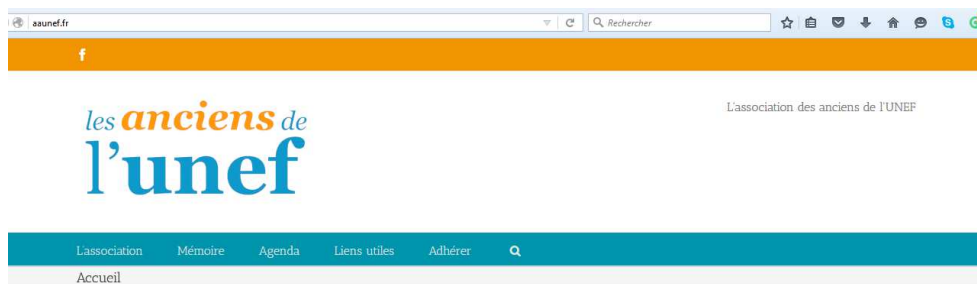 aaunef.fr
Rechercher
L'association des anciens de l'UNEF
les anciens de
l'unef
L'association Mémoire Agenda Liens utiles Adhérer
Accueil